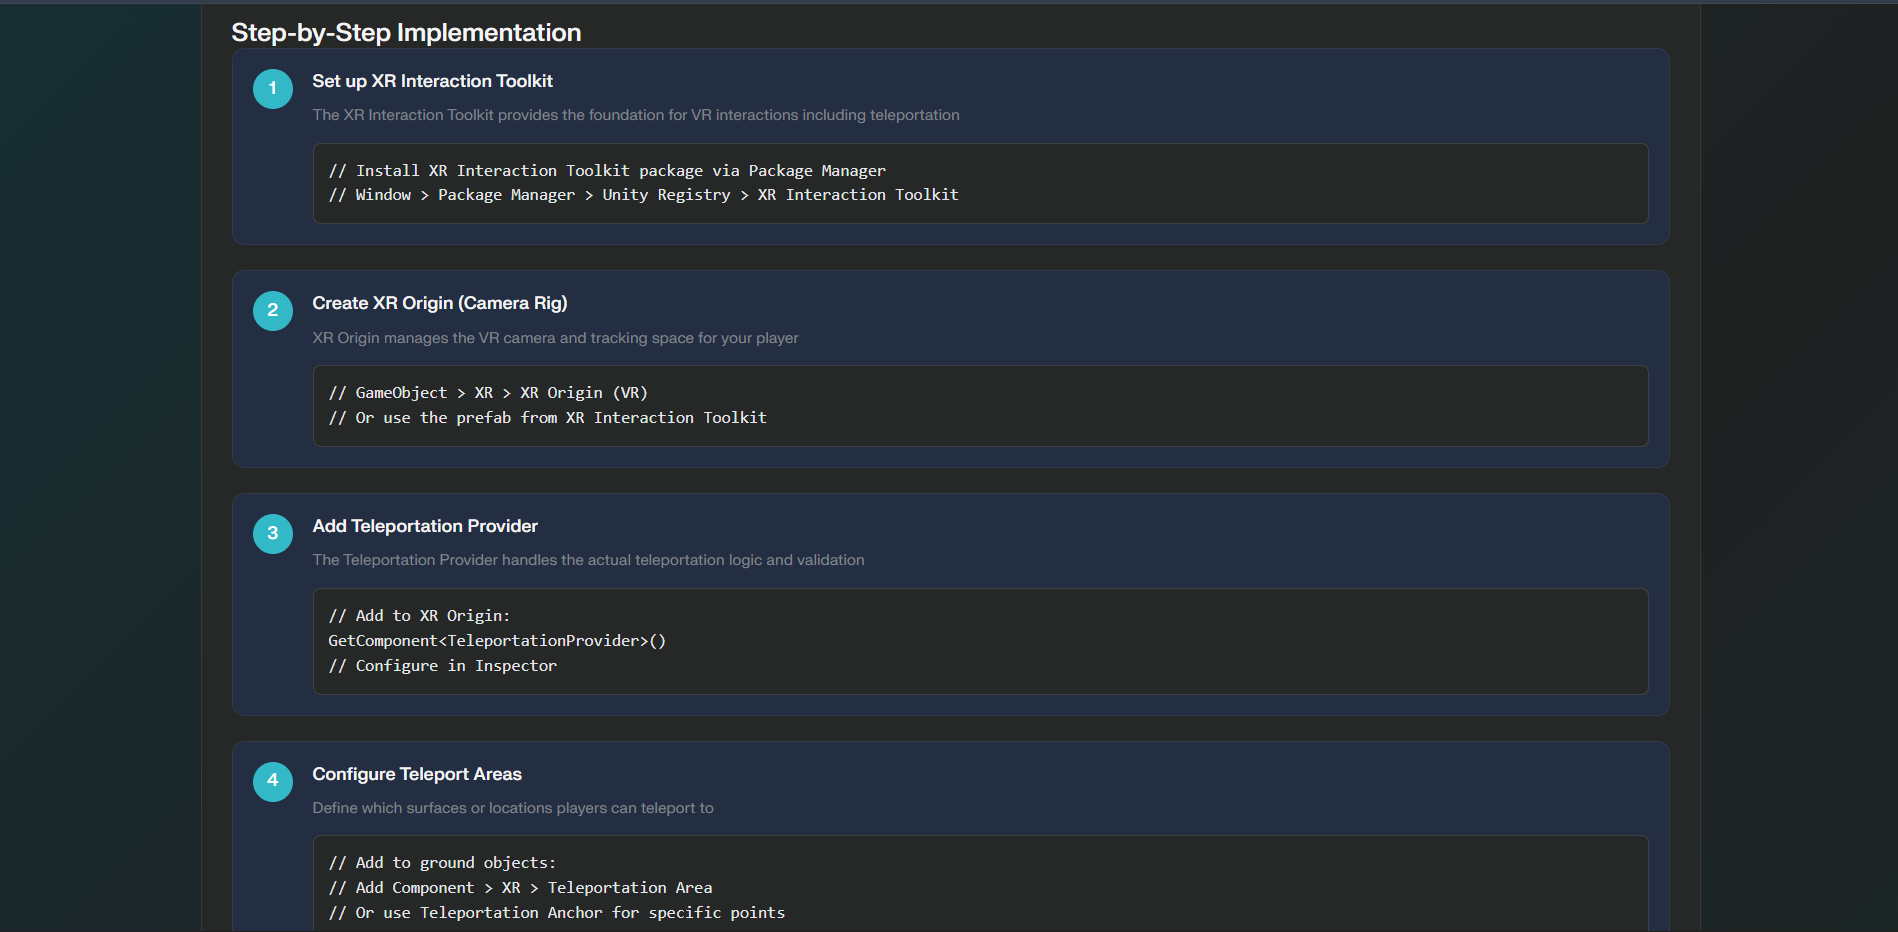 Step-by-Step Implementation
1
Set up XR Interaction Toolkit
The XR Interaction Toolkit provides the foundation for VR interactions including teleportation
// Install XR Interaction Toolkit package via Package Manager
// Window > Package Manager > Unity Registry > XR Interaction Toolkit
2
Create XR Origin (Camera Rig)
XR Origin manages the VR camera and tracking space for your player
// GameObject > XR > XR Origin (VR)
// Or use the prefab from XR Interaction Toolkit
3
Add Teleportation Provider
The Teleportation Provider handles the actual teleportation logic and validation
// Add to XR Origin:
GetComponent<TeleportationProvider>()
// Configure in Inspector
4
Configure Teleport Areas
Define which surfaces or locations players can teleport to
// Add to ground objects:
// Add Component > XR > Teleportation Area
// Or use Teleportation Anchor for specific points